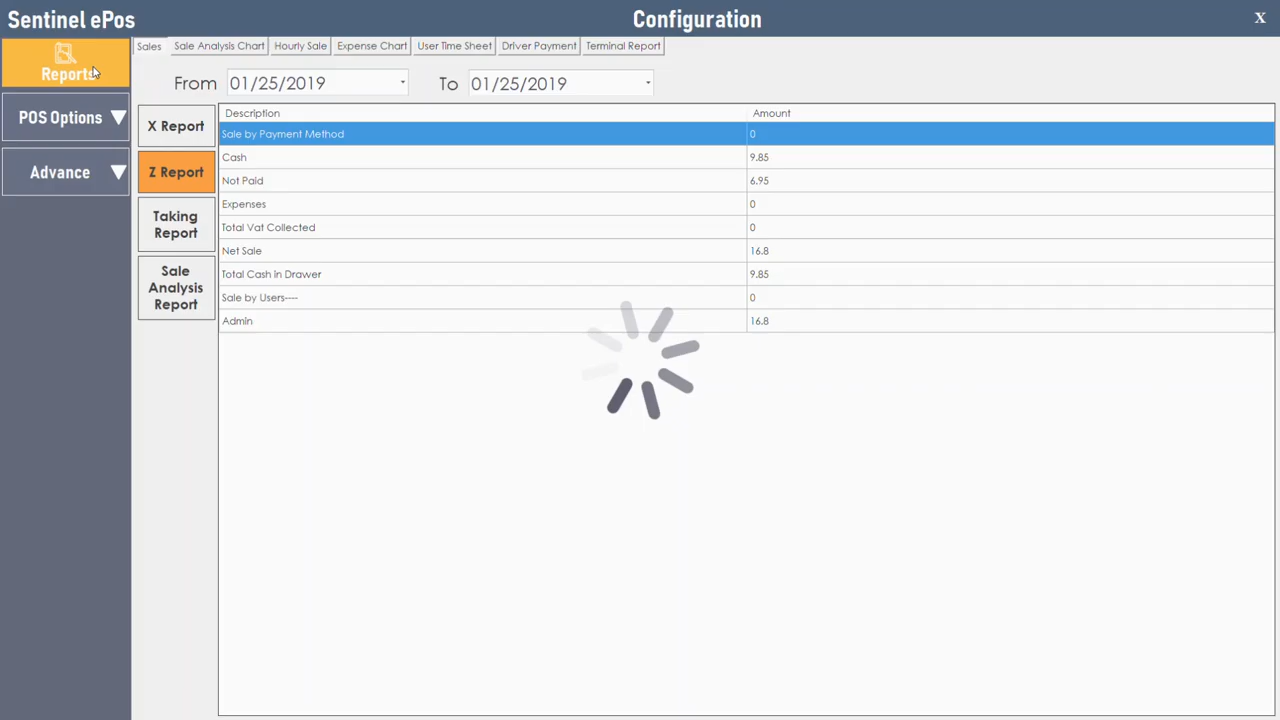 Sentinel ePos
Configuration
X
Reports
POS Options
Advance
Sales
Sale Analysis Chart
Hourly Sale
Expense Chart
User Time Sheet
Driver Payment
Terminal Report
From 01/25/2019
To 01/25/2019
X Report
Z Report
Taking
Report
Sale
Analysis
Report
Description Amount
Sale by Payment Method 0
Cash 9.85
Not Paid 6.95
Expenses 0
Total Vat Collected 0
Net Sale 16.8
Total Cash in Drawer 9.85
Sale by Users---- 0
Admin 16.8